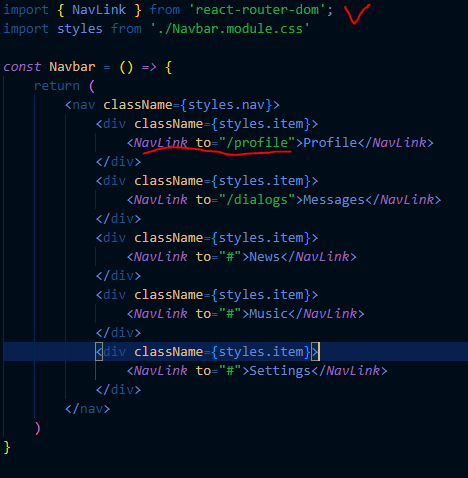 import { NavLink } from 'react-router-dom';
import styles from './Navbar.module.css'
const Navbar = () => {
return (
<nav className={styles.nav}>
<div className={styles.item}>
<NavLink to="/profile">Profile</NavLink>
</div>
<div className={styles.item}>
<NavLink to="/dialogs">Messages</NavLink>
</div>
<div className={styles.item}>
<NavLink to="#">News</NavLink>
</div>
<div className={styles.item}>
<NavLink to="#">Music</NavLink>
</div>
<div className={styles.item}>
<NavLink to="#">Settings</NavLink>
</div>
</nav>
)
}